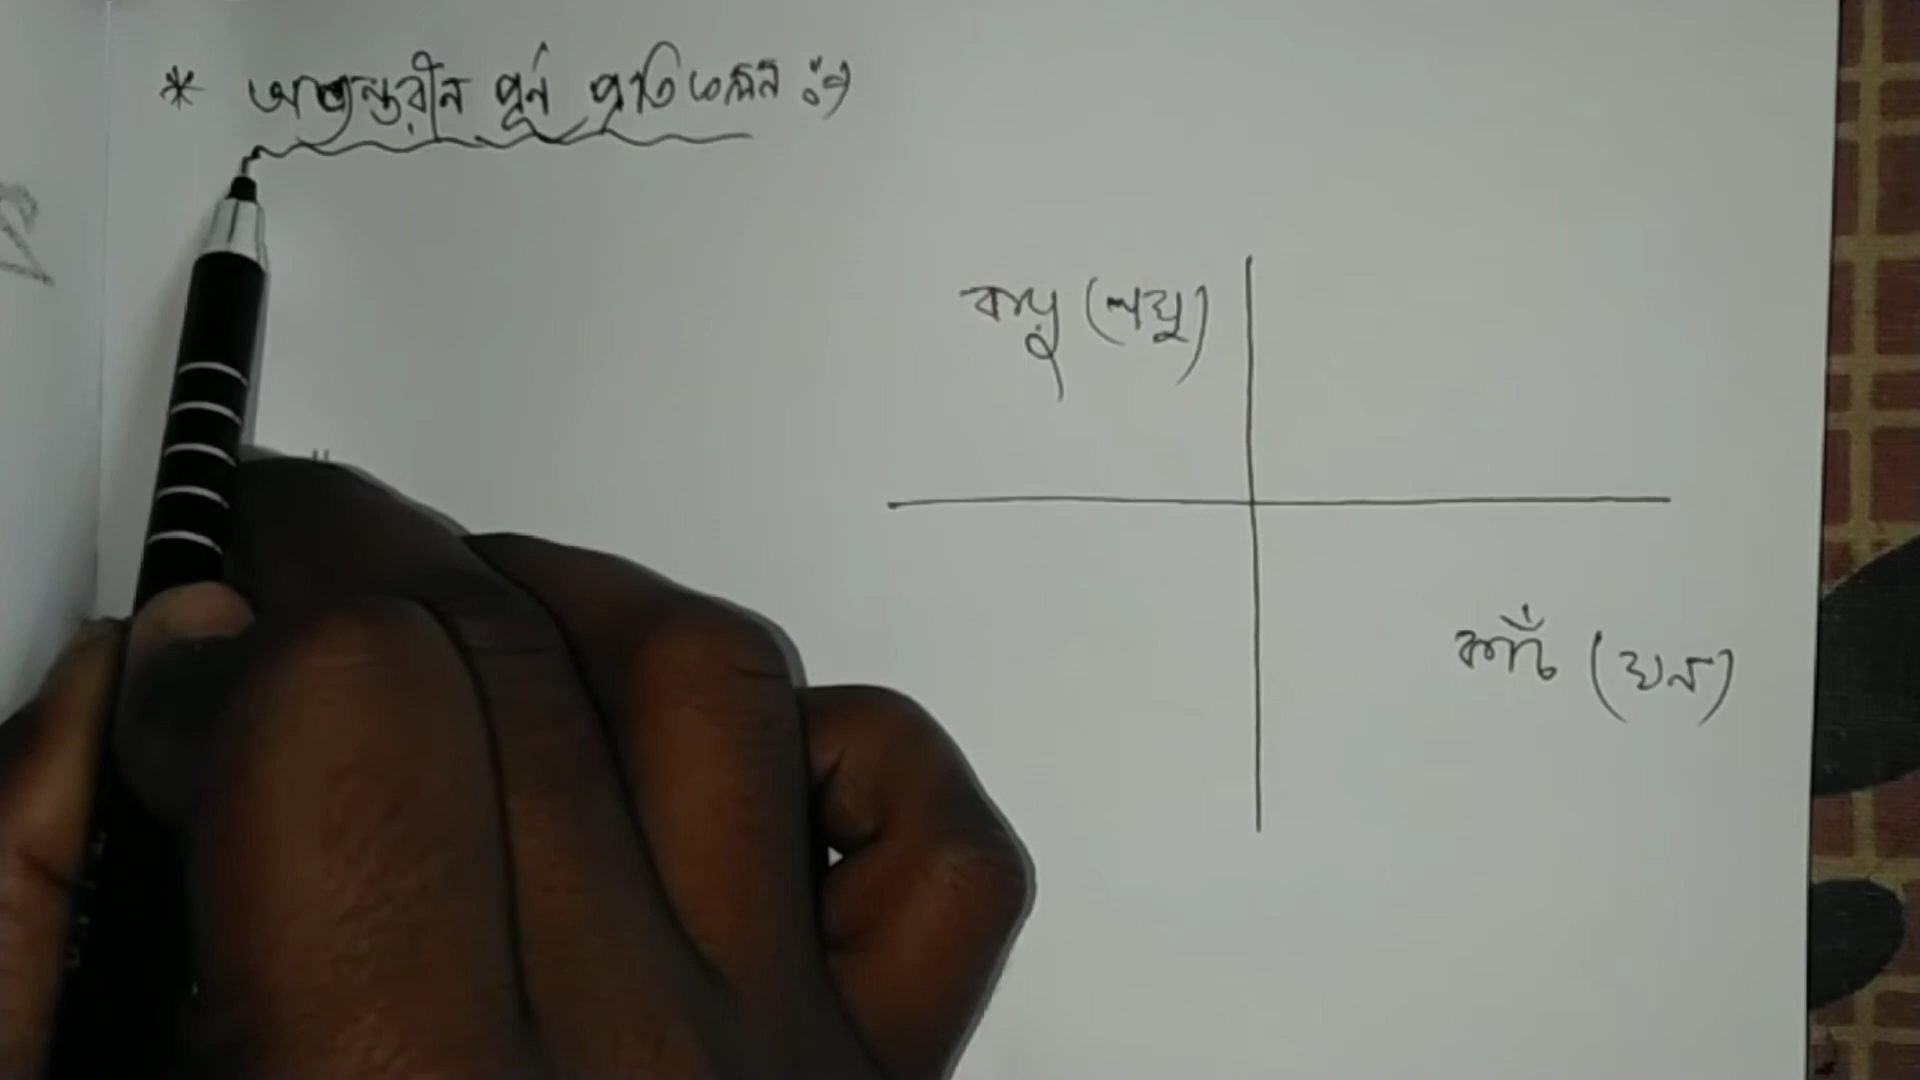 * অভ্যন্তরীন পূর্ন প্রতিফলন :-
বায়ু (লঘু)
কাঁচ (ঘন)